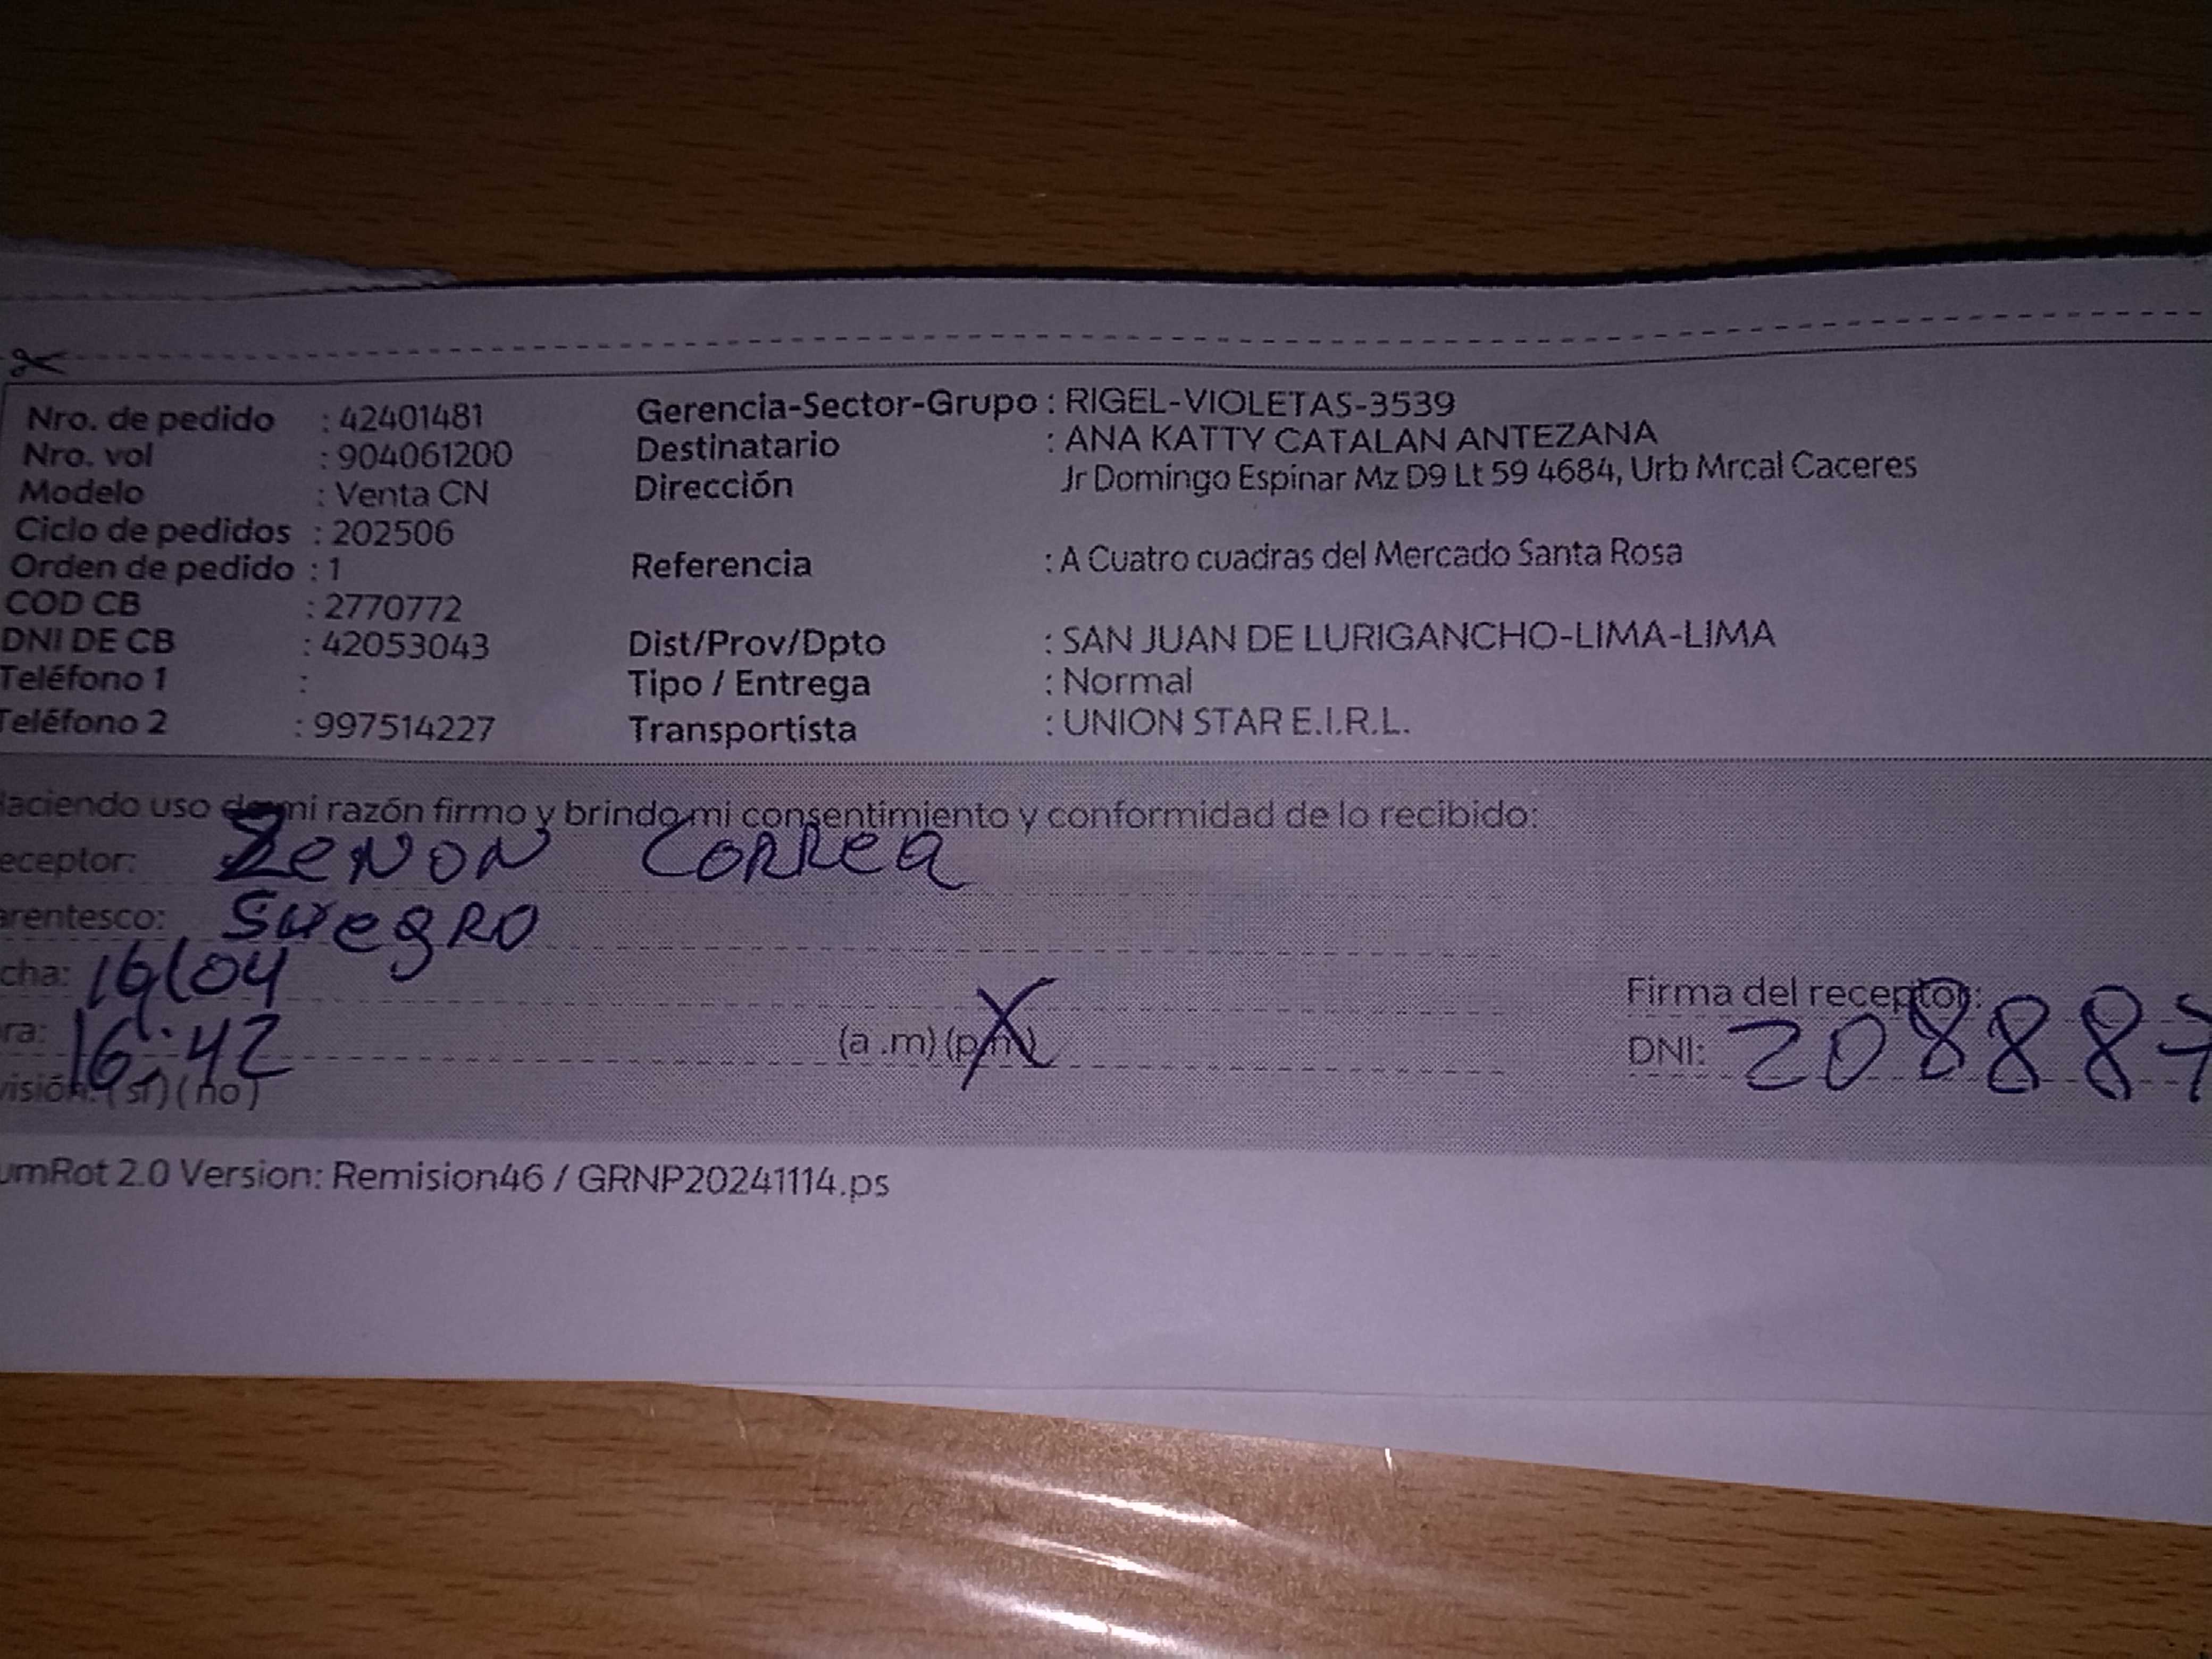 Nro. de pedido : 42401481 Gerencia-Sector-Grupo : RIGEL-VIOLETAS-3539
Nro. vol : 904061200 Destinatario : ANA KATTY CATALAN ANTEZANA
Modelo : Venta CN Dirección Jr Domingo Espinar Mz D9 Lt 59 4684, Urb Mrcal Caceres
Ciclo de pedidos : 202506
Orden de pedido : 1 Referencia : A Cuatro cuadras del Mercado Santa Rosa
COD CB : 2770772
DNI DE CB : 42053043 Dist/Prov/Dpto : SAN JUAN DE LURIGANCHO-LIMA-LIMA
Teléfono 1 : Tipo / Entrega : Normal
Teléfono 2 : 997514227 Transportista : UNION STAR E.I.R.L.
aciendo uso de mi razón firmo y brindo mi consentimiento y conformidad de lo recibido:
eceptor: ZENON CORREA
arentesco: SUEGRO
cha: /04 Firma del receptor:
ra: 16:42 (a .m) (p.m) DNI: 208887
visión: (sí) ( no )
umRot 2.0 Version: Remision46 / GRNP20241114.ps